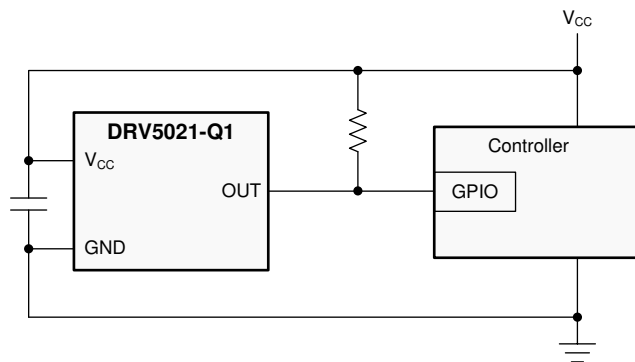 VCC
DRV5021-Q1
VCC
OUT
GND
Controller
GPIO